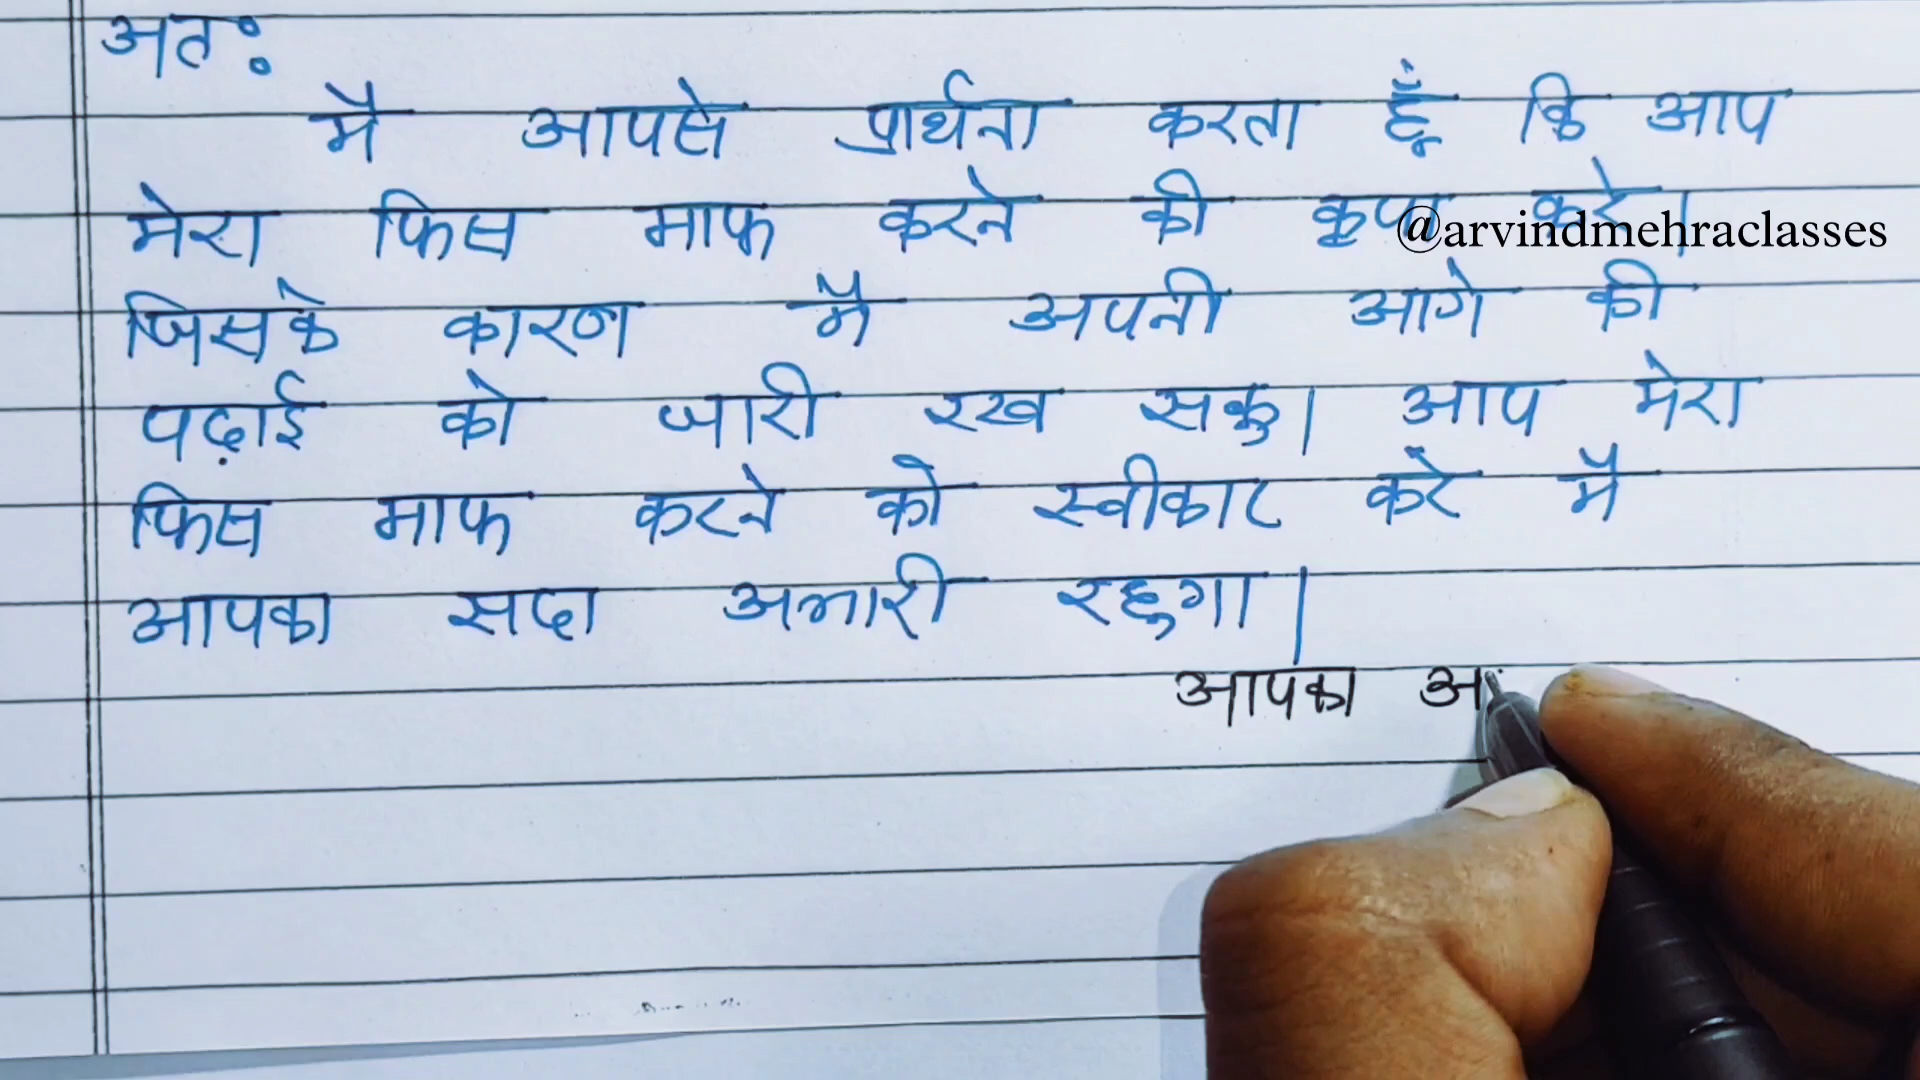 अतः
मै आपसे प्रार्थना करता हूँ कि आप
मेरा फिस माफ करने की कृपा करे।
@arvindmehraclasses
जिसके कारण मै अपनी आगे की
पढ़ाई को जारी रख सकु। आप मेरा
फिस माफ करने को स्वीकार करे मै
आपका सदा अभारी रहुगा।
आपका